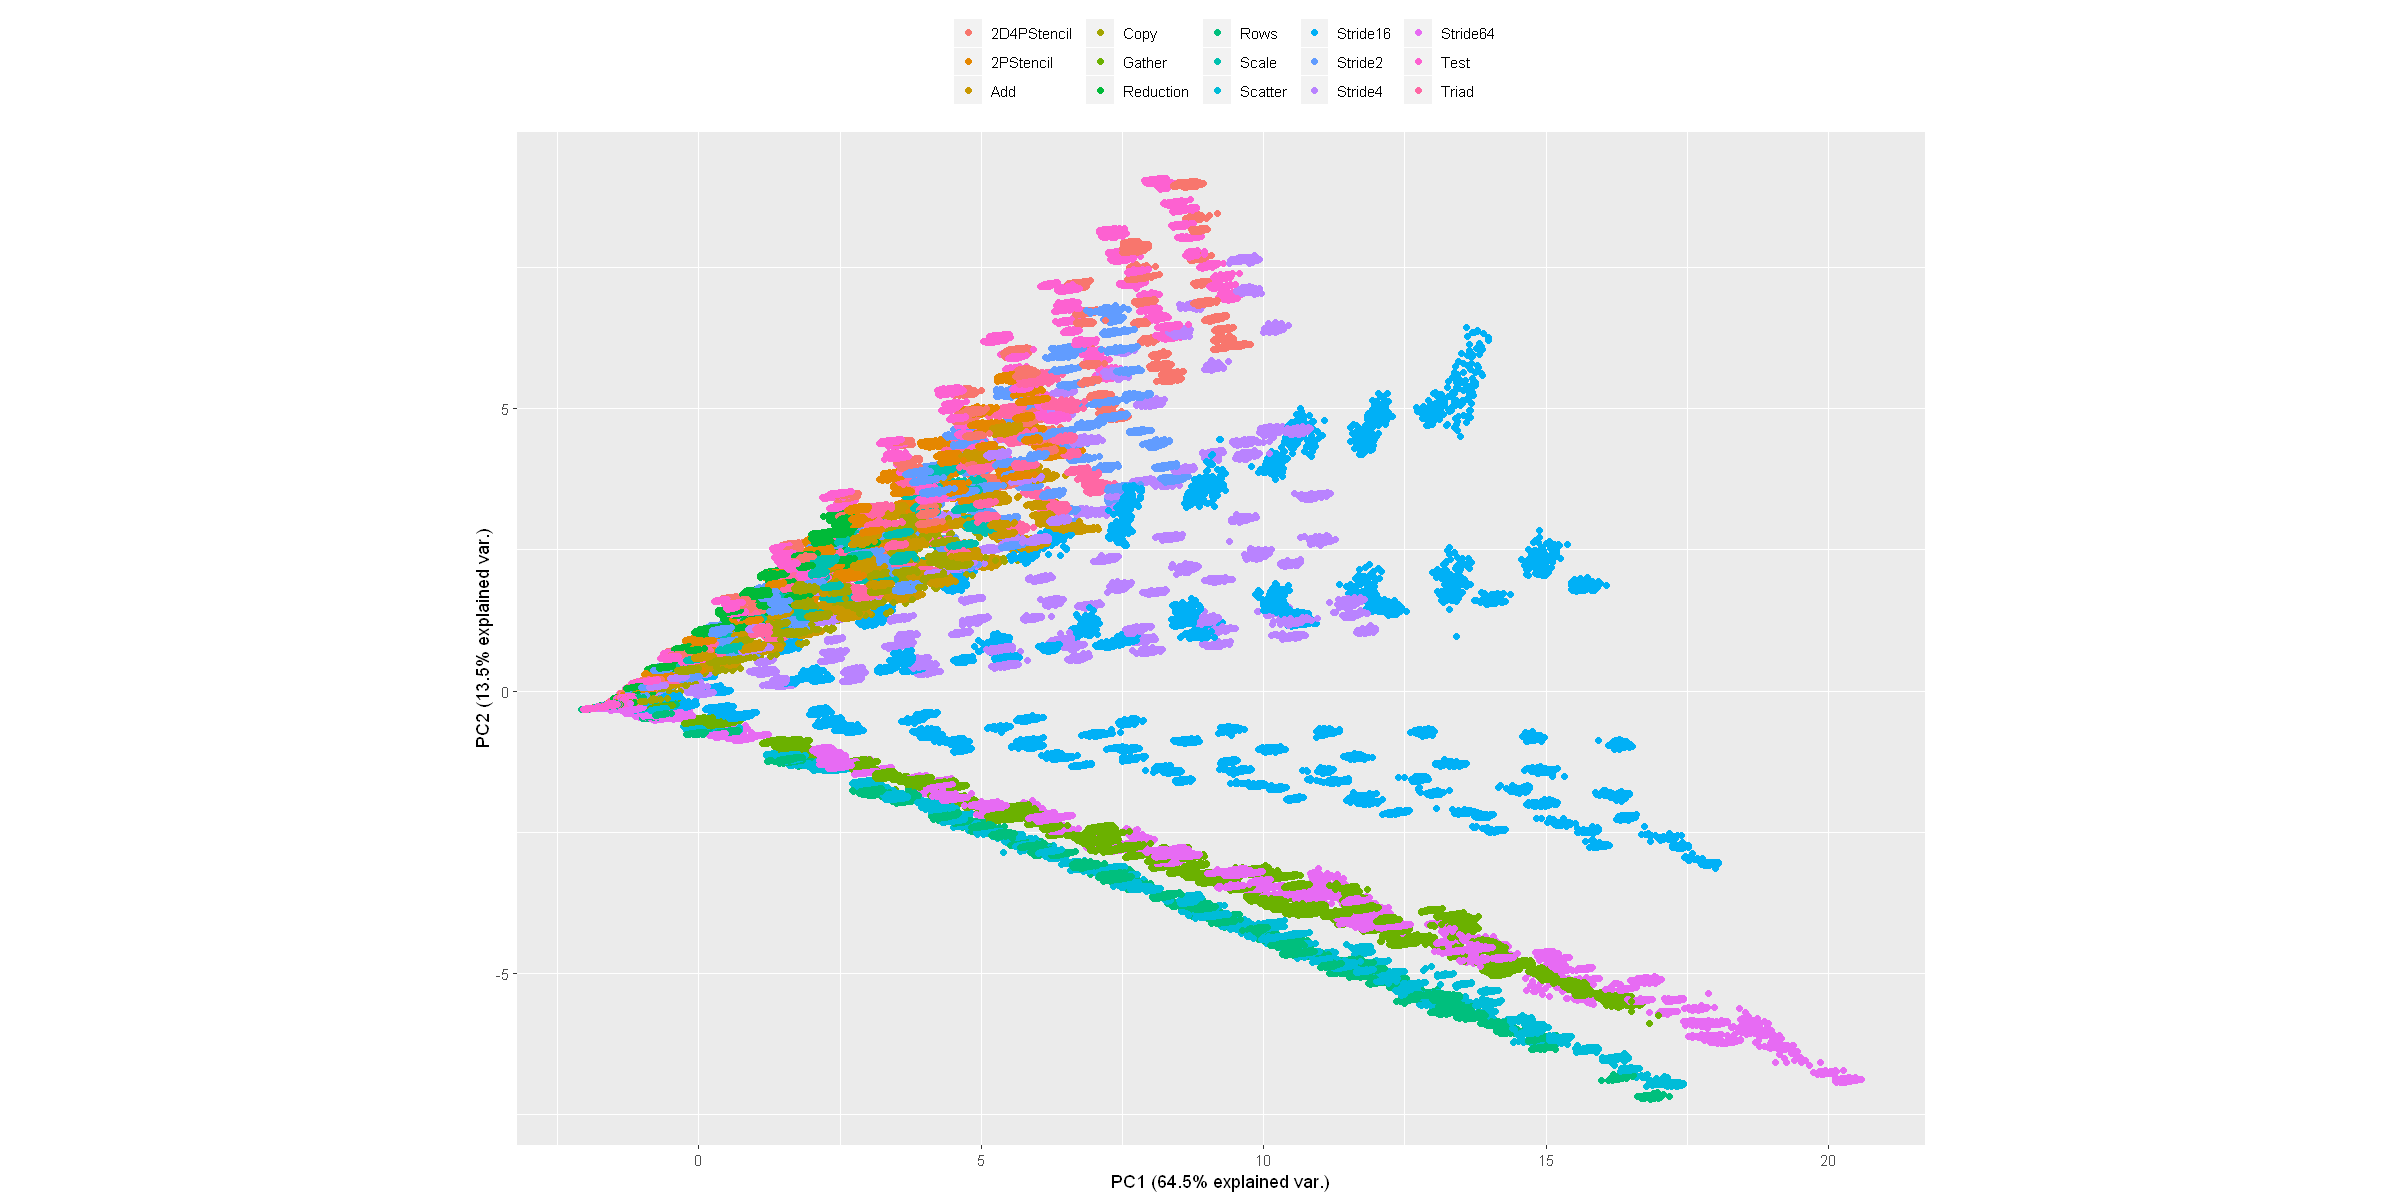 2D4PStencil Copy Rows Stride16 Stride64
2PStencil Gather Scale Stride2 Test
Add Reduction Scatter Stride4 Triad
PC2 (13.5% explained var.)
5
0
-5
0 5 10 15 20
PC1 (64.5% explained var.)